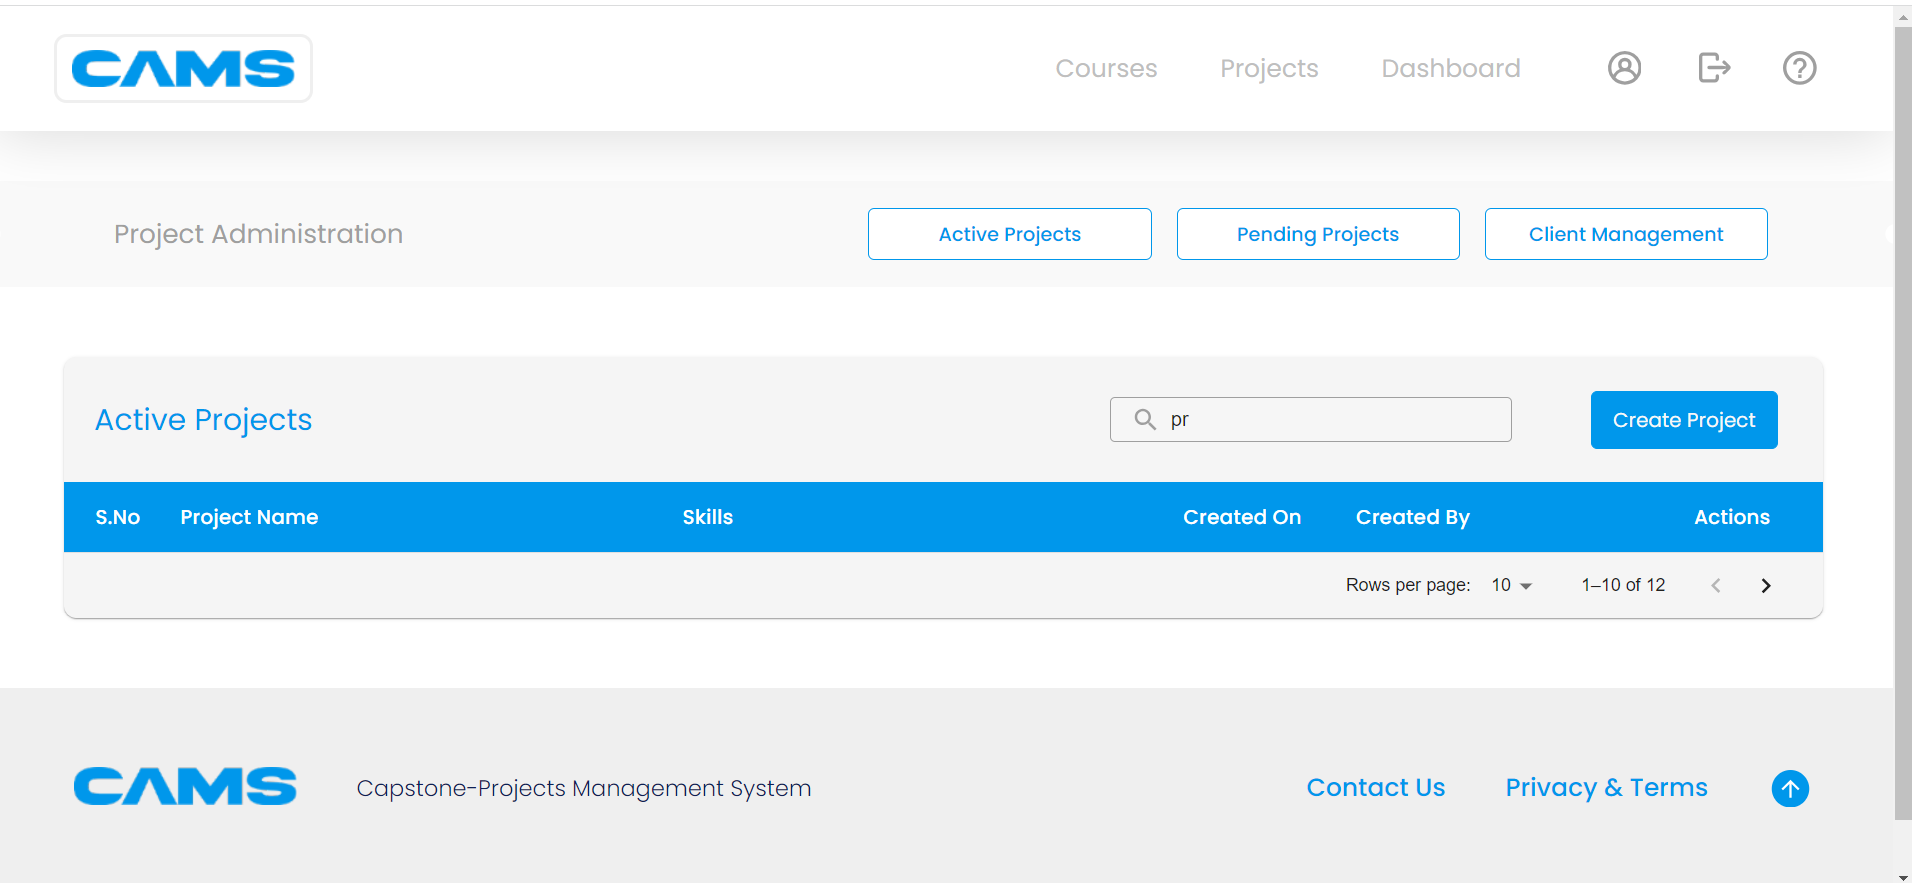 CAMS
Courses Projects Dashboard
Project Administration
Active Projects Pending Projects Client Management
Active Projects
pr
Create Project
S.No Project Name Skills Created On Created By Actions
Rows per page: 10 1–10 of 12
CAMS Capstone-Projects Management System Contact Us Privacy & Terms